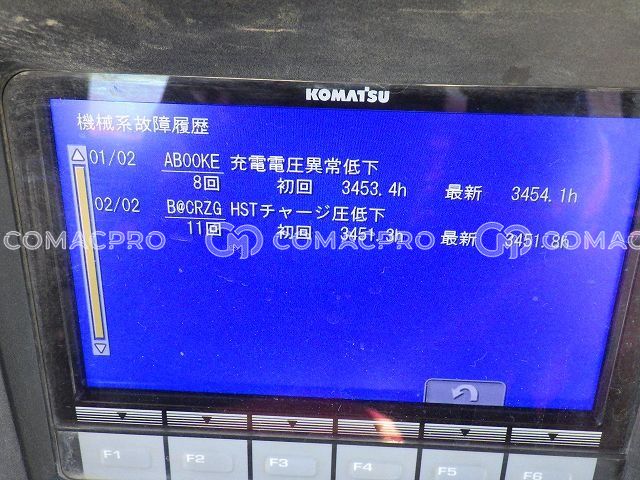 KOMATSU
機械系故障履歴
01/02 AB00KE 充電電圧異常低下
8回 初回 3453.4h 最新 3454.1h
02/02 B@CRZG HSTチャージ圧低下
11回 初回 3451.3h 最新 3451.8h
COMACPRO COMACPRO COMACPRO
F1 F2 F3 F4 F5 F6